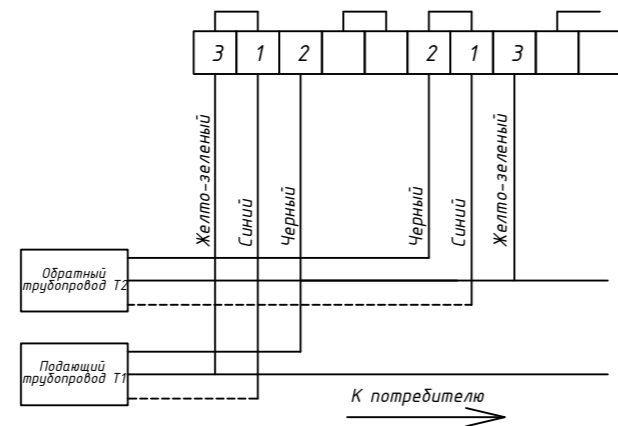 3 1 2 2 1 3
Желто-зеленый
Синий
Черный
Черный
Синий
Желто-зеленый
Обратный
трубопровод Т2
Подающий
трубопровод Т1
К потребителю